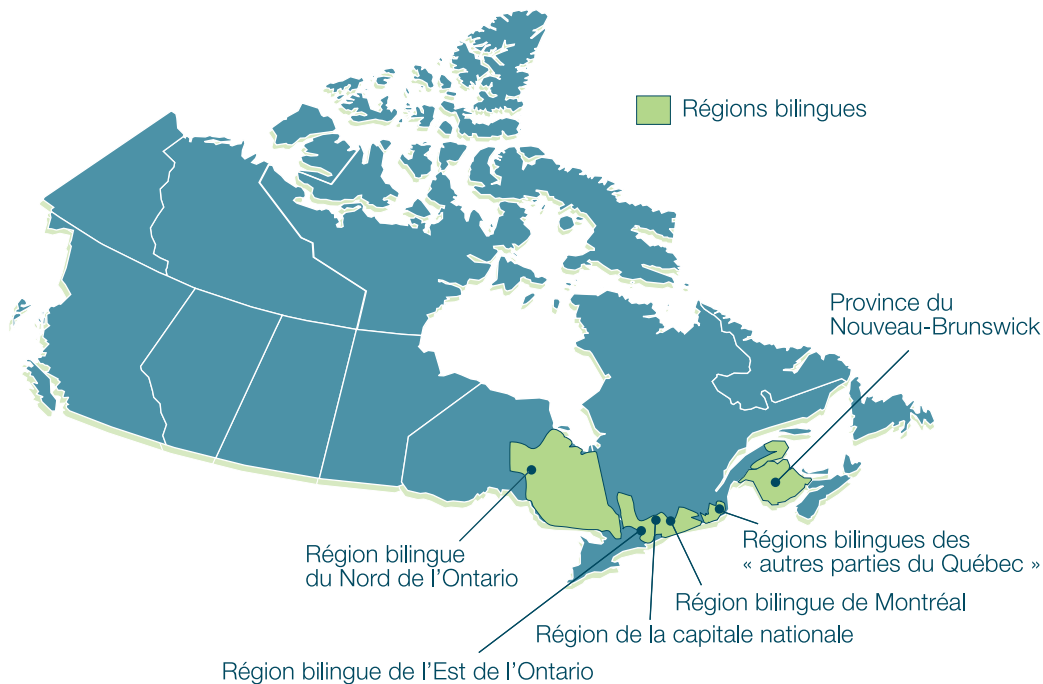 Régions bilingues
Province du
Nouveau-Brunswick
Région bilingue
du Nord de l'Ontario
Régions bilingues des
« autres parties du Québec »
Région bilingue de Montréal
Région de la capitale nationale
Région bilingue de l'Est de l'Ontario